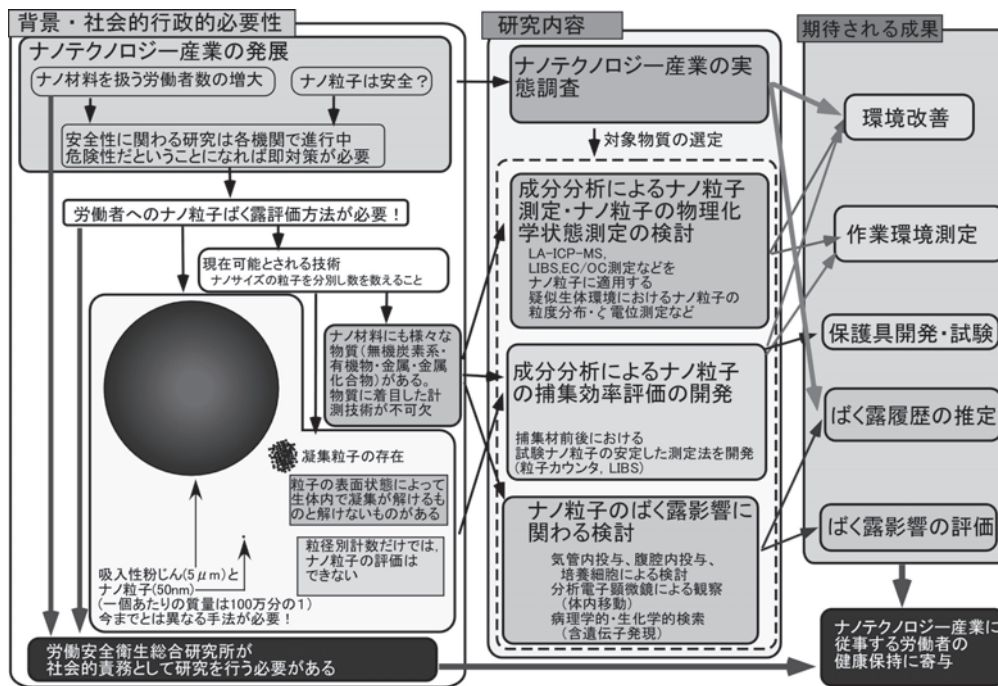 背景・社会的行政的必要性
ナノテクノロジー産業の発展
ナノ材料を扱う労働者数の増大
ナノ粒子は安全？
安全性に関わる研究は各機関で進行中
危険性だということになれば即対策が必要
労働者へのナノ粒子ばく露評価方法が必要！
現在可能とされる技術
ナノサイズの粒子を分別し数を数えること
ナノ材料にも様々な
物質（無機炭素系・
有機物・金属・金属
化合物）がある。
物質に着目した計
測技術が不可欠
凝集粒子の存在
粒子の表面状態によって
生体内で凝集が解けるも
のと解けないものがある
粒径別計数だけでは、
ナノ粒子の評価は
できない
吸入性粉じん（5μm）と
ナノ粒子（50nm）
（一個あたりの質量は100万分の1）
今までとは異なる手法が必要！
労働安全衛生総合研究所が
社会的責務として研究を行う必要がある
研究内容
ナノテクノロジー産業の実
態調査
対象物質の選定
成分分析によるナノ粒子
測定・ナノ粒子の物理化
学状態測定の検討
LA-ICP-MS,
LIBS,EC/OC測定などを
ナノ粒子に適用する
疑似生体環境におけるナノ粒子の
粒度分布・ζ電位測定など
成分分析によるナノ粒子
の捕集効率評価の開発
捕集材前後における
試験ナノ粒子の安定した測定法を開発
（粒子カウンタ, LIBS）
ナノ粒子のばく露影響に
関わる検討
気管内投与、腹腔内投与、
培養細胞による検討
分析電子顕微鏡による観察
（体内移動）
病理学的・生化学的検索
（含遺伝子発現）
期待される成果
環境改善
作業環境測定
保護具開発・試験
ばく露履歴の推定
ばく露影響の評価
ナノテクノロジー産業に
従事する労働者の
健康保持に寄与